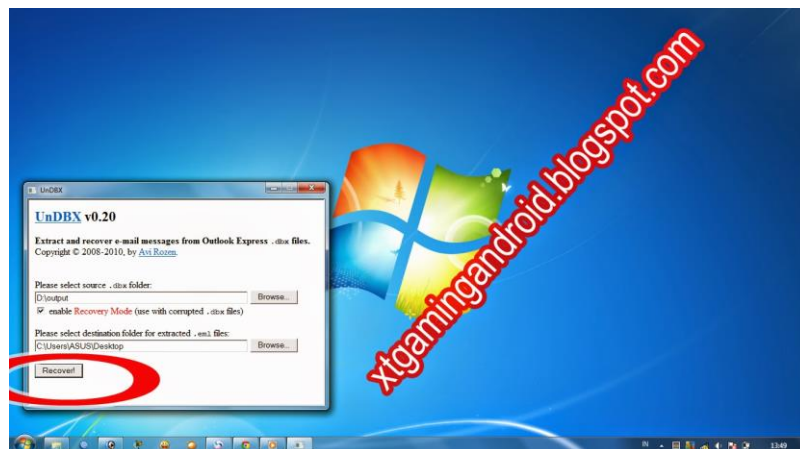 UnDBX
UnDBX v0.20
Extract and recover e-mail messages from Outlook Express .dbx files.
Copyright © 2008-2010, by Avi Rozen.
Please select source .dbx folder:
D:\output
Browse...
enable Recovery Mode (use with corrupted .dbx files)
Please select destination folder for extracted .eml files:
C:\Users\ASUS\Desktop
Browse...
Recover!
xtgamingandroid.blogspot.com
IN
13:49